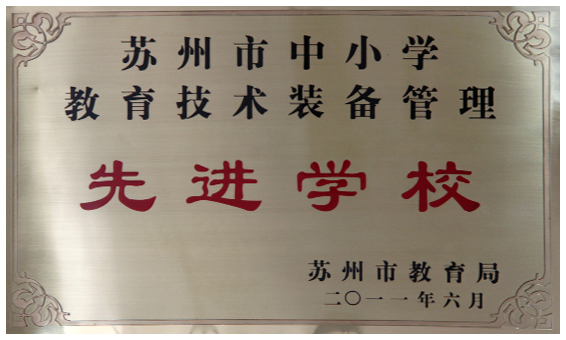 苏州市中小学
教育技术装备管理
先进学校
苏州市教育局
二〇一一年六月